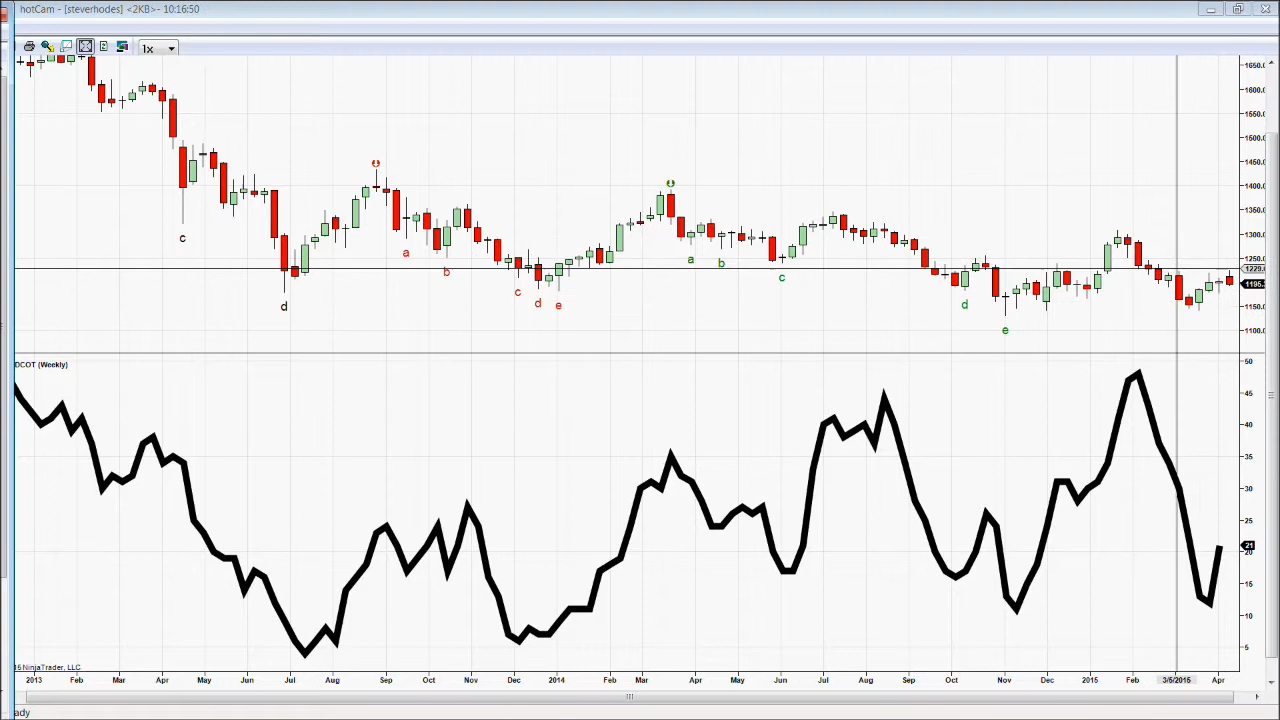 hotCam - [steverhodes] <2KB>- 10:16:50
1x
1650.0
1600.0
1550.0
1500.0
1450.0
1400.0
1350.0
1300.0
1250.0
1229.0
1195.
1150.0
1100.0
c
d
a
b
c
d
e
a
b
c
d
e
DCOT (Weekly)
50
45
40
35
30
25
21
20
15
10
5
15 NinjaTrader, LLC
2013 Feb Mar Apr May Jun Jul Aug Sep Oct Nov Dec 2014 Feb Mar Apr May Jun Jul Aug Sep Oct Nov Dec 2015 Feb 3/5/2015 Apr
ady